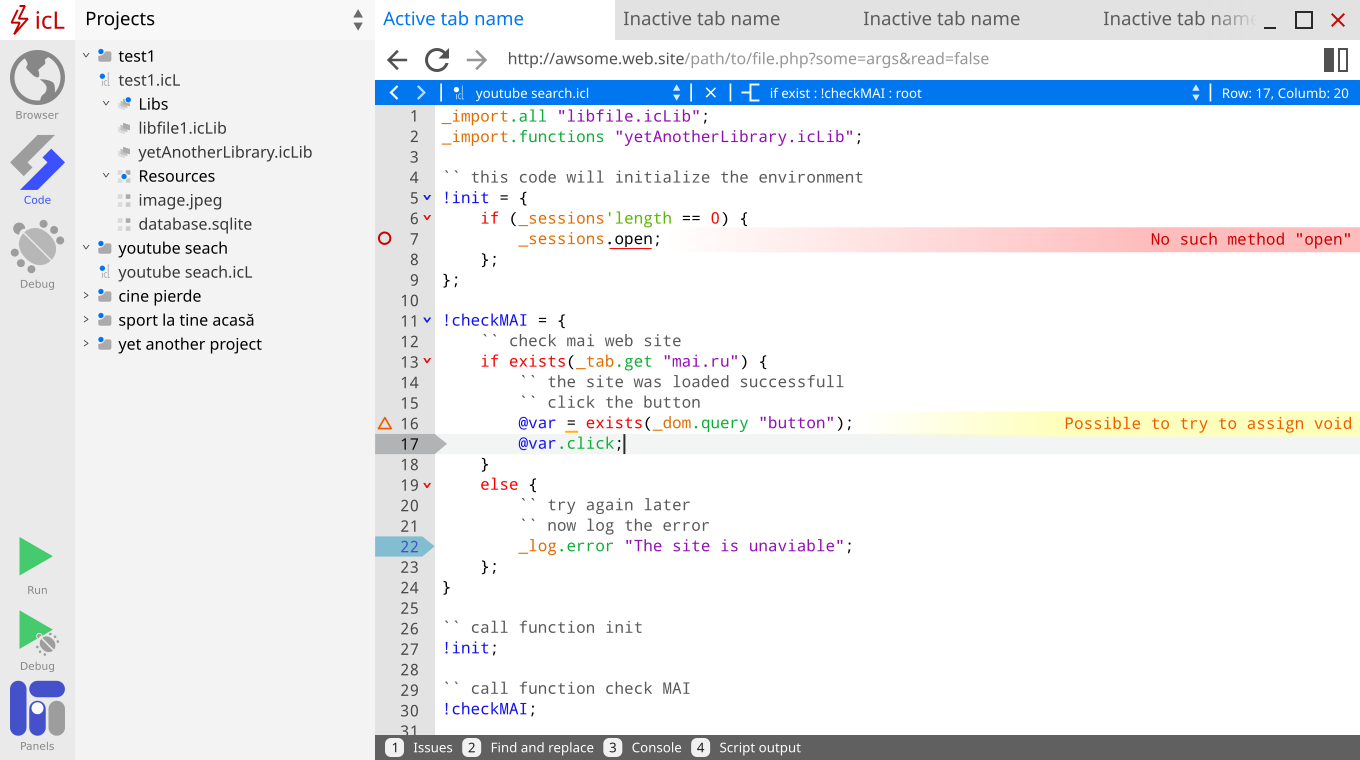 icL
Projects
Active tab name
Inactive tab name
Inactive tab name
Inactive tab name
http://awsome.web.site/path/to/file.php?some=args&read=false
youtube search.icl
if exist : !checkMAI : root
Row: 17, Columb: 20
Browser
Code
Debug
Run
Debug
Panels
test1
test1.icL
Libs
libfile1.icLib
yetAnotherLibrary.icLib
Resources
image.jpeg
database.sqlite
youtube seach
icL youtube seach.icL
cine pierde
sport la tine acasă
yet another project
1 _import.all "libfile.icLib";
2 _import.functions "yetAnotherLibrary.icLib";
3
4 `` this code will initialize the environment
5 !init = {
6     if (_sessions'length == 0) {
7         _sessions.open; No such method "open"
8     };
9 };
10
11 !checkMAI = {
12     `` check mai web site
13     if exists(_tab.get "mai.ru") {
14         `` the site was loaded successfull
15         `` click the button
16         @var = exists(_dom.query "button"); Possible to try to assign void
17         @var.click;
18     }
19     else {
20         `` try again later
21         `` now log the error
22         _log.error "The site is unaviable";
23     };
24 }
25
26 `` call function init
27 !init;
28
29 `` call function check MAI
30 !checkMAI;
31
1 Issues 2 Find and replace 3 Console 4 Script output